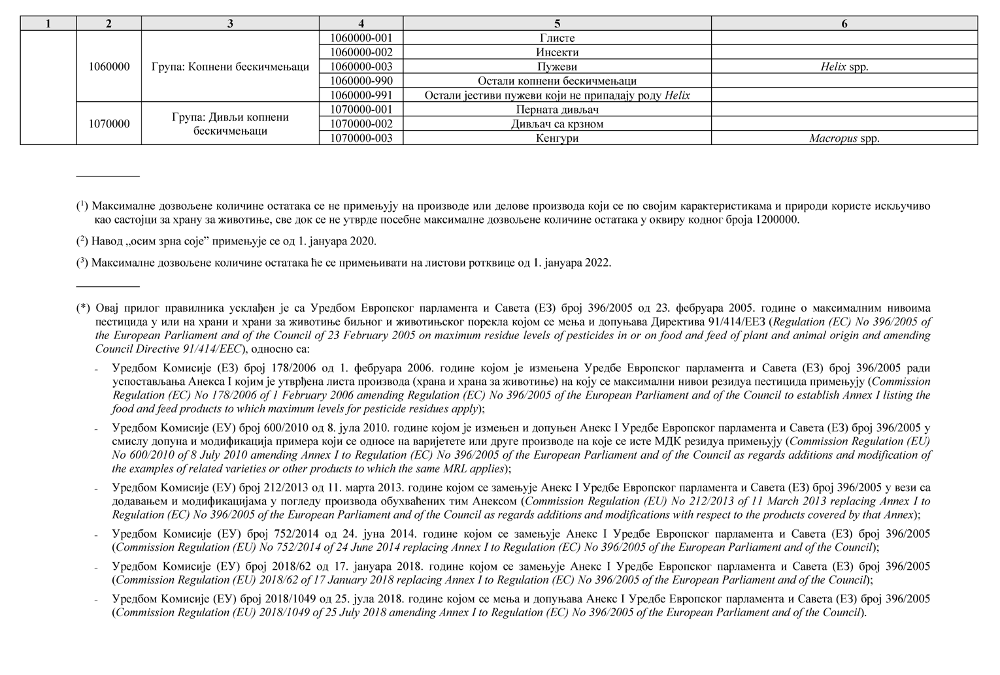 1 2 3 4 5 6
1060000-001 Глисте
1060000-002 Инсекти
1060000 Група: Копнени бескичмењаци 1060000-003 Пужеви Helix spp.
1060000-990 Остали копнени бескичмењаци
1060000-991 Остали јестиви пужеви који не припадају роду Helix
1070000 Група: Дивљи копнени
бескичмењаци
1070000-001 Перната дивљач
1070000-002 Дивљач са крзном
1070000-003 Кенгури Macropus spp.
(1) Максималне дозвољене количине остатака се не примењују на производе или делове производа који се по својим карактеристикама и природи користе искључиво
као састојци за храну за животиње, све док се не утврде посебне максималне дозвољене количине остатака у оквиру кодног броја 1200000.
(2) Навод „осим зрна соје” примењује се од 1. јануара 2020.
(3) Максималне дозвољене количине остатака ће се примењивати на листови ротквице од 1. јануара 2022.
(*) Овај прилог правилника усклађен је са Уредбом Европског парламента и Савета (ЕЗ) број 396/2005 од 23. фебруара 2005. године о максималним нивоима
пестицида у или на храни и храни за животиње биљног и животињског порекла којом се мења и допуњава Директива 91/414/ЕЕЗ (Regulation (EC) No 396/2005 of
the European Parliament and of the Council of 23 February 2005 on maximum residue levels of pesticides in or on food and feed of plant and animal origin and amending
Council Directive 91/414/EEC), односно са:
- Уредбом Комисије (ЕЗ) број 178/2006 од 1. фебруара 2006. године којом је измењена Уредбе Европског парламента и Савета (ЕЗ) број 396/2005 ради
успостављања Анекса I којим је утврђена листа производа (храна и храна за животиње) на коју се максимални нивои резидуа пестицида примењују (Commission
Regulation (EC) No 178/2006 of 1 February 2006 amending Regulation (EC) No 396/2005 of the European Parliament and of the Council to establish Annex I listing the
food and feed products to which maximum levels for pesticide residues apply);
- Уредбом Комисије (ЕУ) број 600/2010 од 8. јула 2010. године којом је измењен и допуњен Анекс I Уредбе Европског парламента и Савета (ЕЗ) број 396/2005 у
смислу допуна и модификација примера који се односе на варијетете или друге производе на које се исте МДК резидуа примењују (Commission Regulation (EU)
No 600/2010 of 8 July 2010 amending Annex I to Regulation (EC) No 396/2005 of the European Parliament and of the Council as regards additions and modification of
the examples of related varieties or other products to which the same MRL applies);
- Уредбом Комисије (ЕУ) број 212/2013 од 11. марта 2013. године којом се замењује Анекс I Уредбе Европског парламента и Савета (ЕЗ) број 396/2005 у вези са
додавањем и модификацијама у погледу производа обухваћених тим Анексом (Commission Regulation (EU) No 212/2013 of 11 March 2013 replacing Annex I to
Regulation (EC) No 396/2005 of the European Parliament and of the Council as regards additions and modifications with respect to the products covered by that Annex);
- Уредбом Комисије (ЕУ) број 752/2014 од 24. јуна 2014. године којом се замењује Анекс I Уредбе Европског парламента и Савета (ЕЗ) број 396/2005
(Commission Regulation (EU) No 752/2014 of 24 June 2014 replacing Annex I to Regulation (EC) No 396/2005 of the European Parliament and of the Council);
- Уредбом Комисије (ЕУ) број 2018/62 од 17. јануара 2018. године којом се замењује Анекс I Уредбе Европског парламента и Савета (ЕЗ) број 396/2005
(Commission Regulation (EU) 2018/62 of 17 January 2018 replacing Annex I to Regulation (EC) No 396/2005 of the European Parliament and of the Council);
- Уредбом Комисије (ЕУ) број 2018/1049 од 25. јула 2018. године којом се мења и допуњава Анекс I Уредбе Европског парламента и Савета (ЕЗ) број 396/2005
(Commission Regulation (EU) 2018/1049 of 25 July 2018 amending Annex I to Regulation (EC) No 396/2005 of the European Parliament and of the Council).